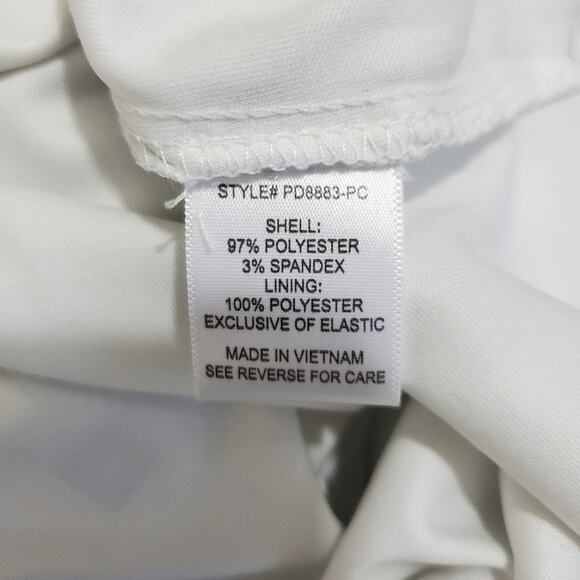 STYLE# PD8883-PC
SHELL:
97% POLYESTER
3% SPANDEX
LINING:
100% POLYESTER
EXCLUSIVE OF ELASTIC
MADE IN VIETNAM
SEE REVERSE FOR CARE